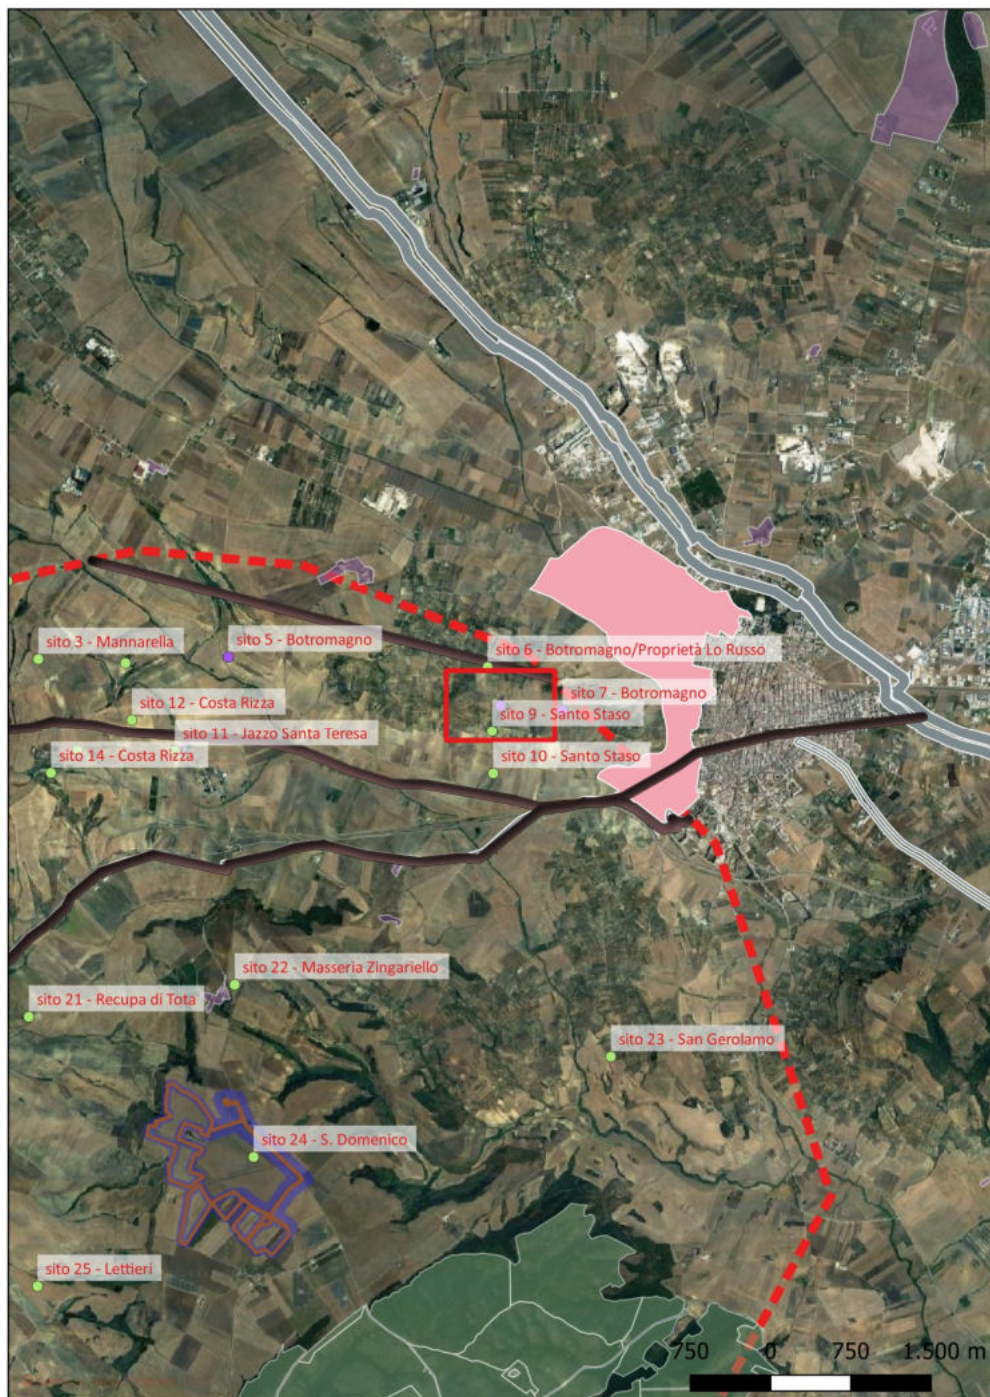 sito 3 - Mannarella
sito 5 - Botromagno
sito 6 - Botromagno/Proprietà Lo Russo
sito 7 - Botromagno
sito 12 - Costa Rizza
sito 9 - Santo Staso
sito 11 - Jazzo Santa Teresa
sito 14 - Costa Rizza
sito 10 - Santo Staso
sito 22 - Masseria Zingariello
sito 21 - Recupa di Tota
sito 23 - San Gerolamo
sito 24 - S. Domenico
sito 25 - Lettieri
750 0 750 1.500 m